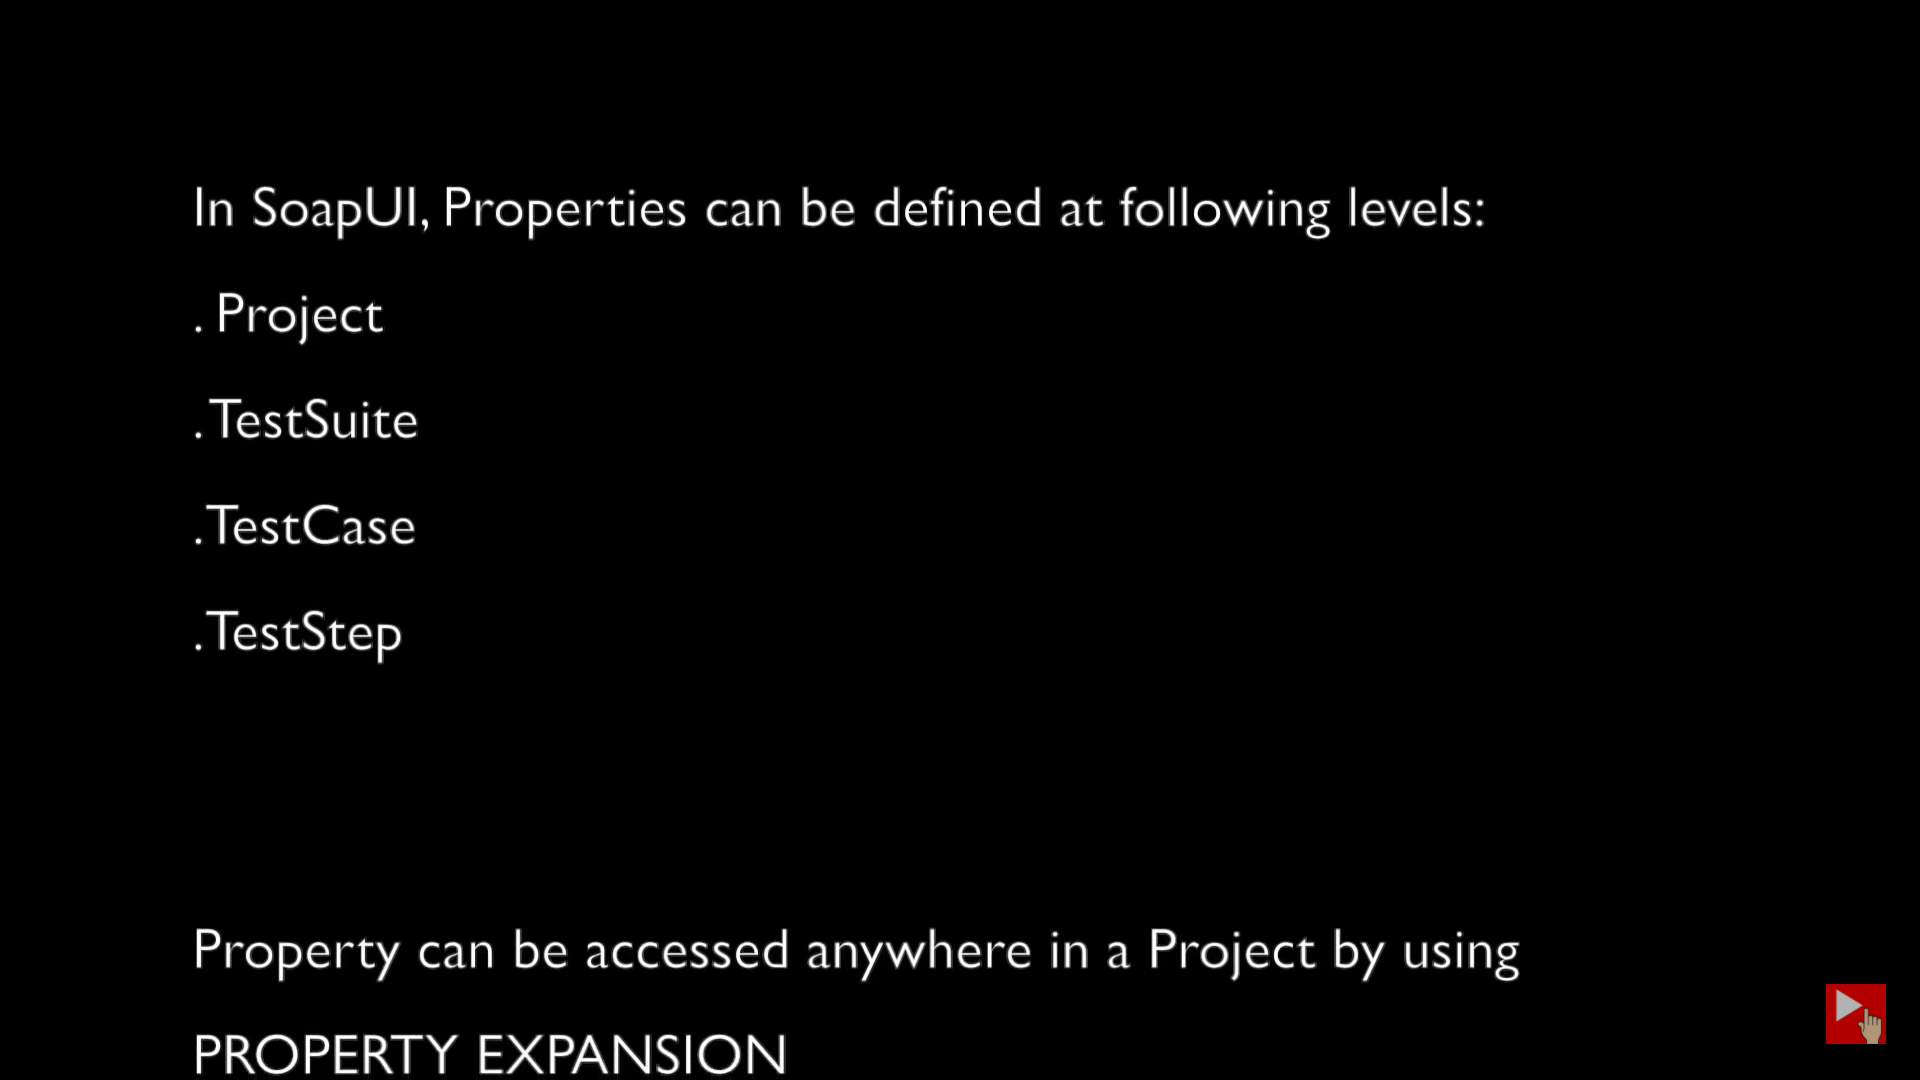 In SoapUI, Properties can be defined at following levels:
. Project
. TestSuite
. TestCase
. TestStep
Property can be accessed anywhere in a Project by using
PROPERTY EXPANSION